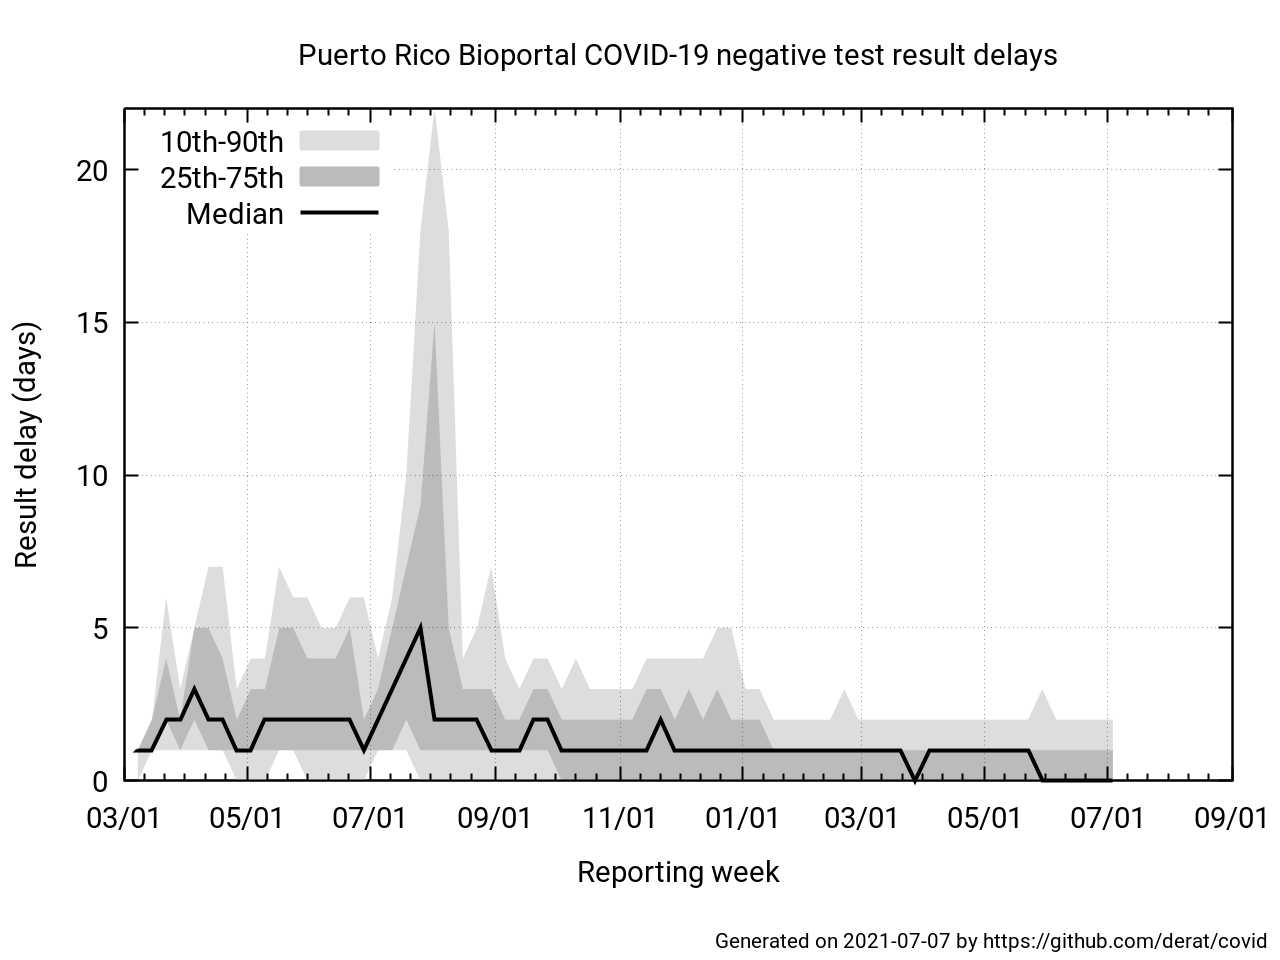 Puerto Rico Bioportal COVID-19 negative test result delays
10th-90th
25th-75th
Median
20
15
10
5
0
Result delay (days)
03/01 05/01 07/01 09/01 11/01 01/01 03/01 05/01 07/01 09/01
Reporting week
Generated on 2021-07-07 by https://github.com/derat/covid